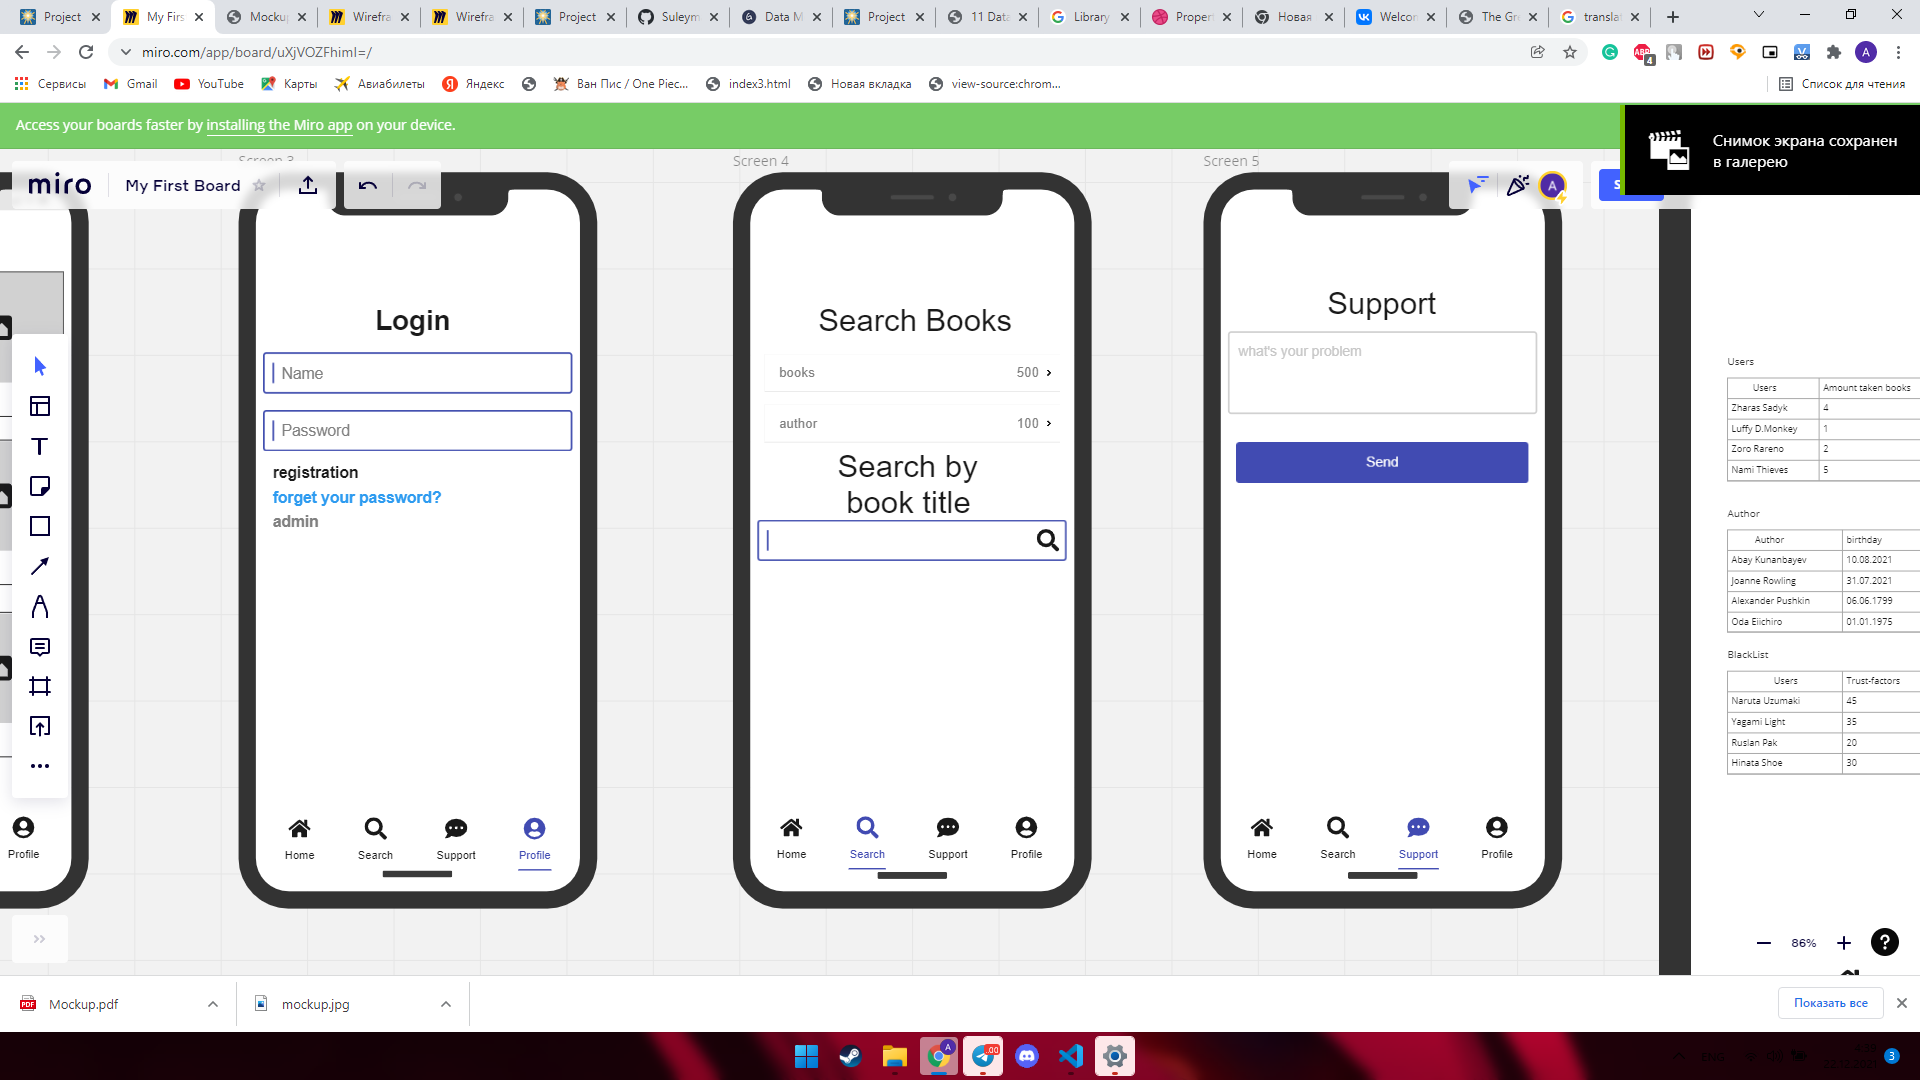 Project
My Firs
Mockup
Wirefra
Wirefra
Project
Suleym
Data M
Project
11 Data
Library
Propert
Новая
Welcom
The Gre
translat
miro.com/app/board/uXjVOZFhimI=/
Сервисы
Gmail
YouTube
Карты
Авиабилеты
Яндекс
Ван Пис / One Piec...
index3.html
Новая вкладка
view-source:chrom...
Список для чтения
Access your boards faster by installing the Miro app on your device.
Снимок экрана сохранен
в галерею
miro
My First Board
Screen 3
Screen 4
Screen 5
Login
Name
Password
registration
forget your password?
admin
Home
Search
Support
Profile
Search Books
books 500
author 100
Search by
book title
Home
Search
Support
Profile
Support
what's your problem
Send
Home
Search
Support
Profile
Profile
Users
Users Amount taken books
Zharas Sadyk 4
Luffy D.Monkey 1
Zoro Rareno 2
Nami Thieves 5
Author
Author birthday
Abay Kunanbayev 10.08.2021
Joanne Rowling 31.07.2021
Alexander Pushkin 06.06.1799
Oda Eiichiro 01.01.1975
BlackList
Users Trust-factors
Naruta Uzumaki 45
Yagami Light 35
Ruslan Pak 20
Hinata Shoe 30
86%
Mockup.pdf
mockup.jpg
Показать все
3